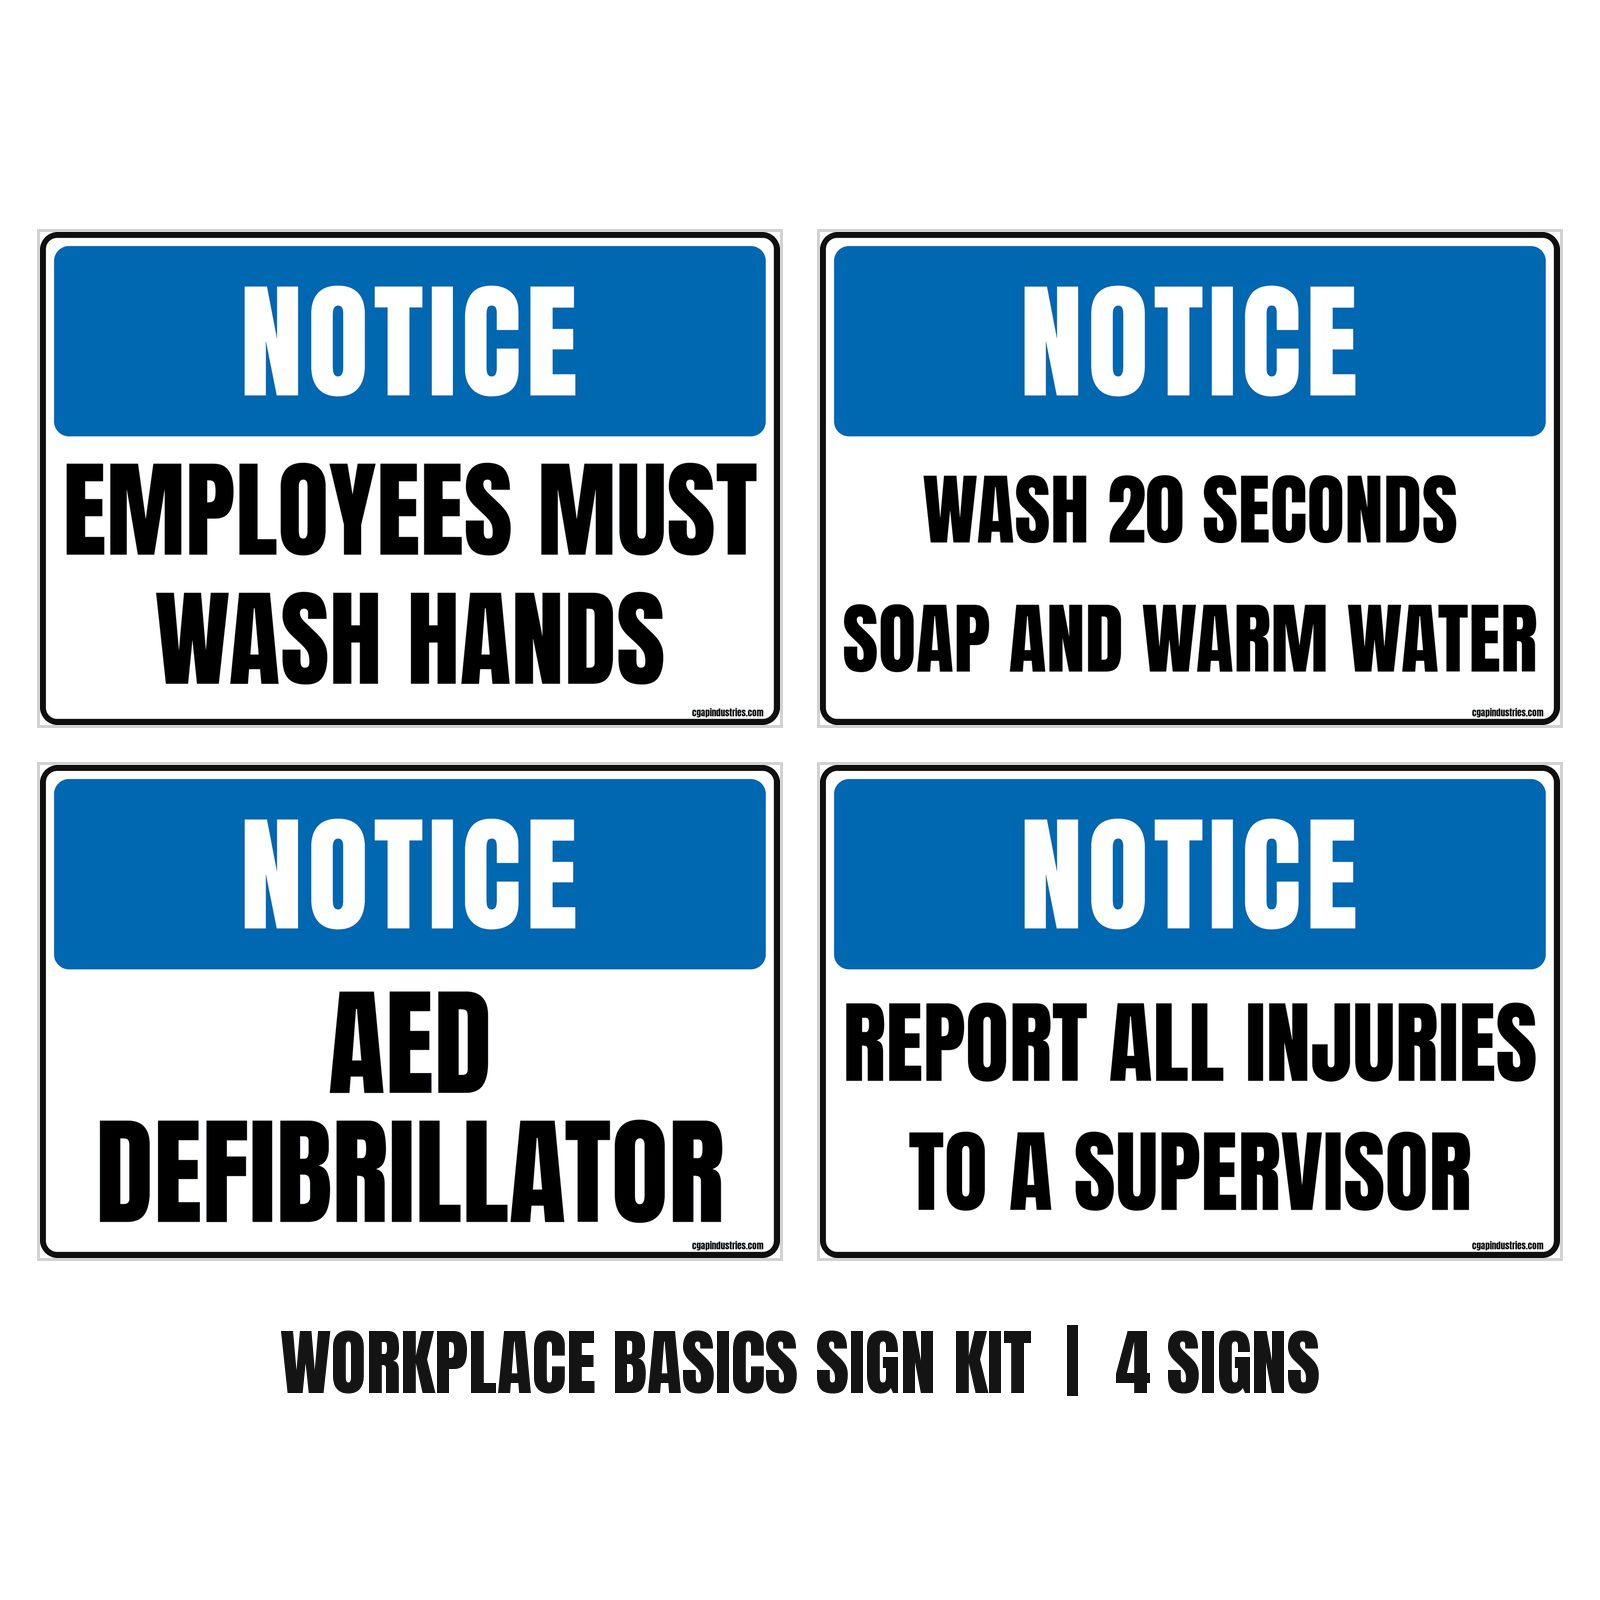 NOTICE
EMPLOYEES MUST
WASH HANDS
cgapindustries.com
NOTICE
WASH 20 SECONDS
SOAP AND WARM WATER
cgapindustries.com
NOTICE
AED
DEFIBRILLATOR
cgapindustries.com
NOTICE
REPORT ALL INJURIES
TO A SUPERVISOR
cgapindustries.com
WORKPLACE BASICS SIGN KIT | 4 SIGNS